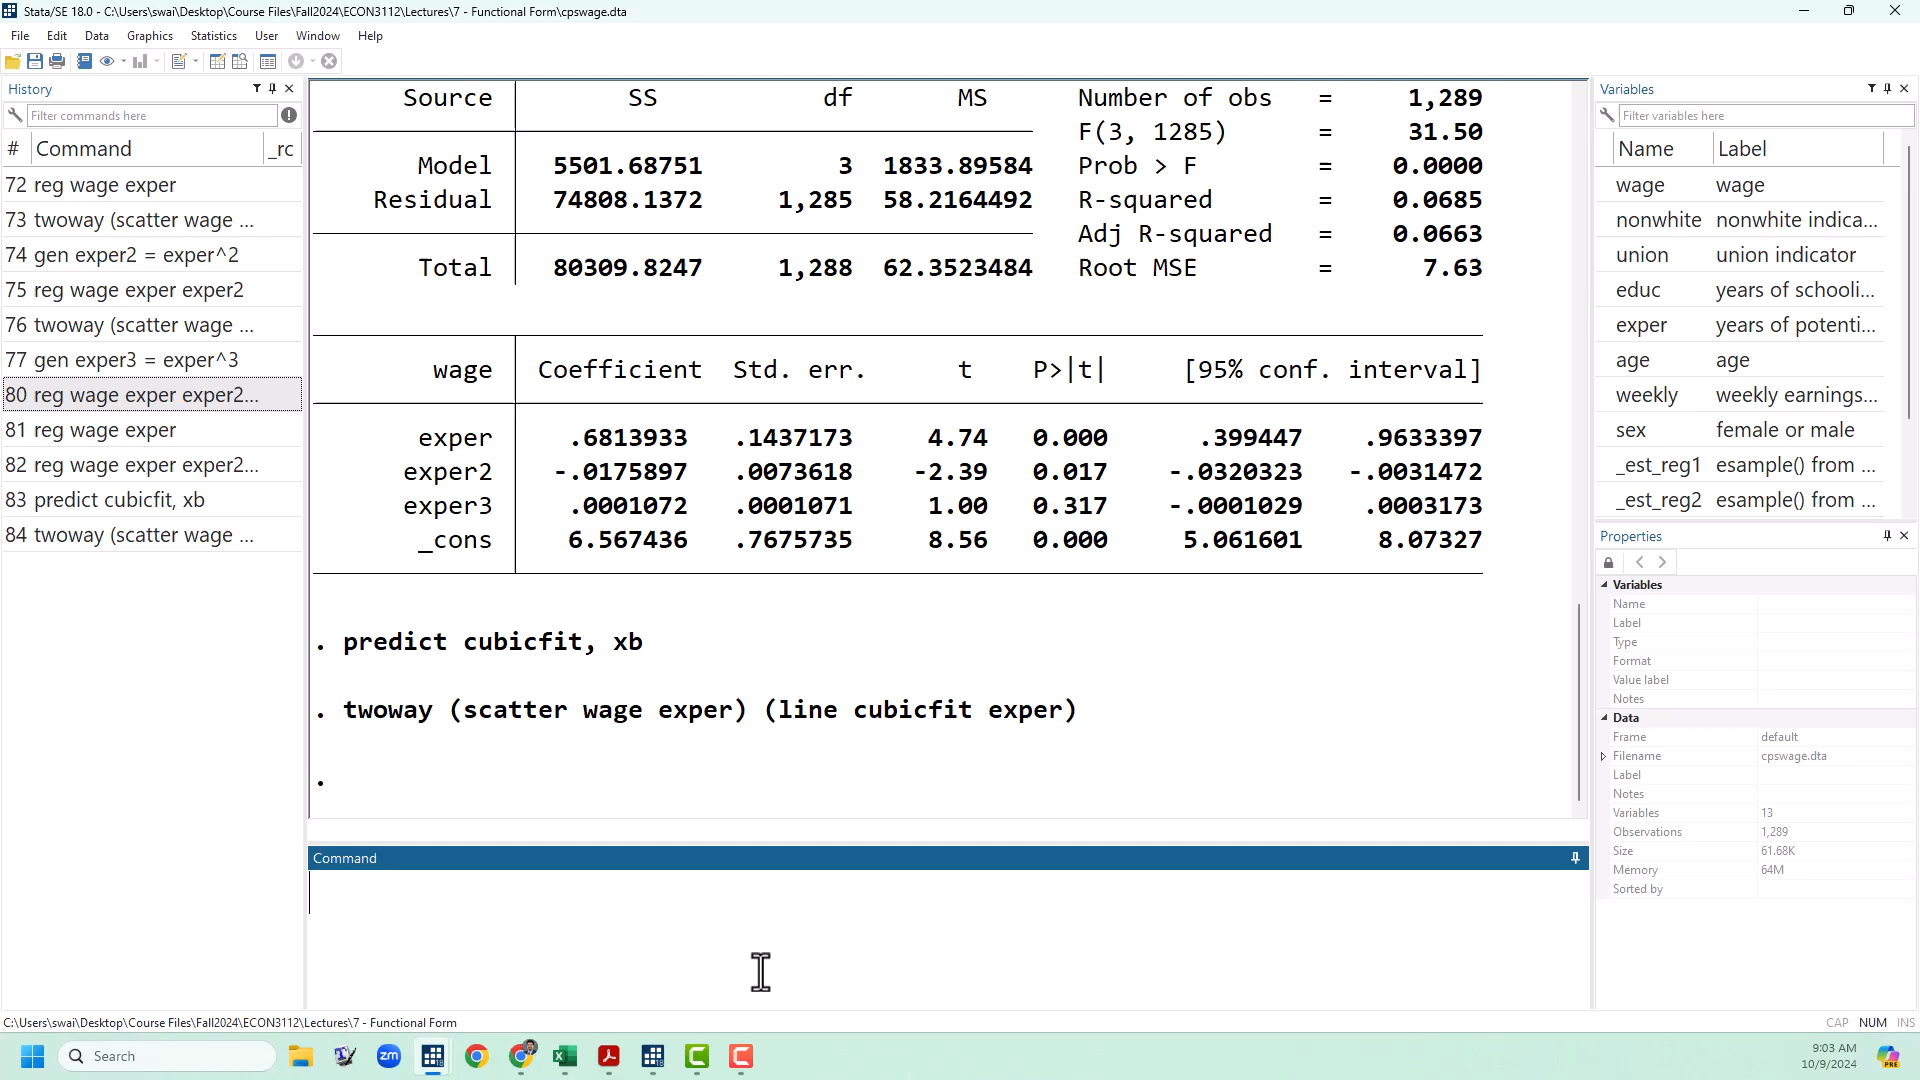 Stata/SE 18.0 - C:\Users\swai\Desktop\Course Files\Fall2024\ECON3112\Lectures\7 - Functional Form\cpswage.dta
File Edit Data Graphics Statistics User Window Help
History
Filter commands here
# Command _rc
72 reg wage exper
73 twoway (scatter wage ...
74 gen exper2 = exper^2
75 reg wage exper exper2
76 twoway (scatter wage ...
77 gen exper3 = exper^3
80 reg wage exper exper2...
81 reg wage exper
82 reg wage exper exper2...
83 predict cubicfit, xb
84 twoway (scatter wage ...
Source SS df MS Number of obs = 1,289
F(3, 1285) = 31.50
Model 5501.68751 3 1833.89584 Prob > F = 0.0000
Residual 74808.1372 1,285 58.2164492 R-squared = 0.0685
Adj R-squared = 0.0663
Total 80309.8247 1,288 62.3523484 Root MSE = 7.63
wage Coefficient Std. err. t P>|t| [95% conf. interval]
exper .6813933 .1437173 4.74 0.000 .399447 .9633397
exper2 -.0175897 .0073618 -2.39 0.017 -.0320323 -.0031472
exper3 .0001072 .0001071 1.00 0.317 -.0001029 .0003173
_cons 6.567436 .7675735 8.56 0.000 5.061601 8.07327
. predict cubicfit, xb
. twoway (scatter wage exper) (line cubicfit exper)
.
Command
Variables
Filter variables here
Name Label
wage wage
nonwhite nonwhite indica...
union union indicator
educ years of schooli...
exper years of potenti...
age age
weekly weekly earnings...
sex female or male
_est_reg1 esample() from ...
_est_reg2 esample() from ...
Properties
Variables
Name
Label
Type
Format
Value label
Notes
Data
Frame default
Filename cpswage.dta
Label
Notes
Variables 13
Observations 1,289
Size 61.68K
Memory 64M
Sorted by
C:\Users\swai\Desktop\Course Files\Fall2024\ECON3112\Lectures\7 - Functional Form
CAP NUM INS
Search
zm
9:03 AM
10/9/2024
PRE